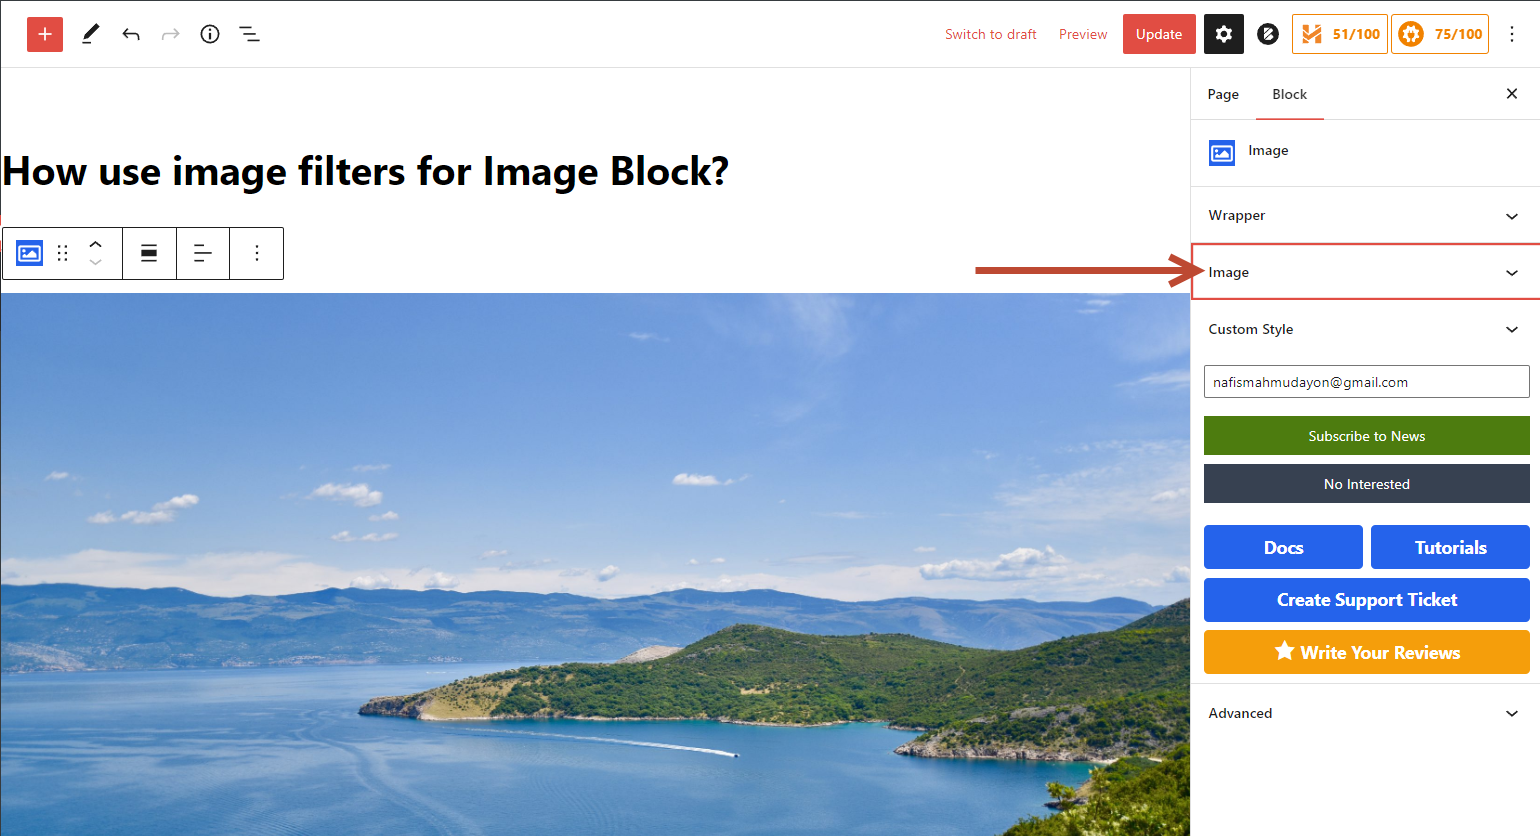 Switch to draft
Preview
Update
51/100
75/100
Page
Block
How use image filters for Image Block?
Image
Wrapper
Image
Custom Style
nafismahmudayon@gmail.com
Subscribe to News
No Interested
Docs
Tutorials
Create Support Ticket
Write Your Reviews
Advanced